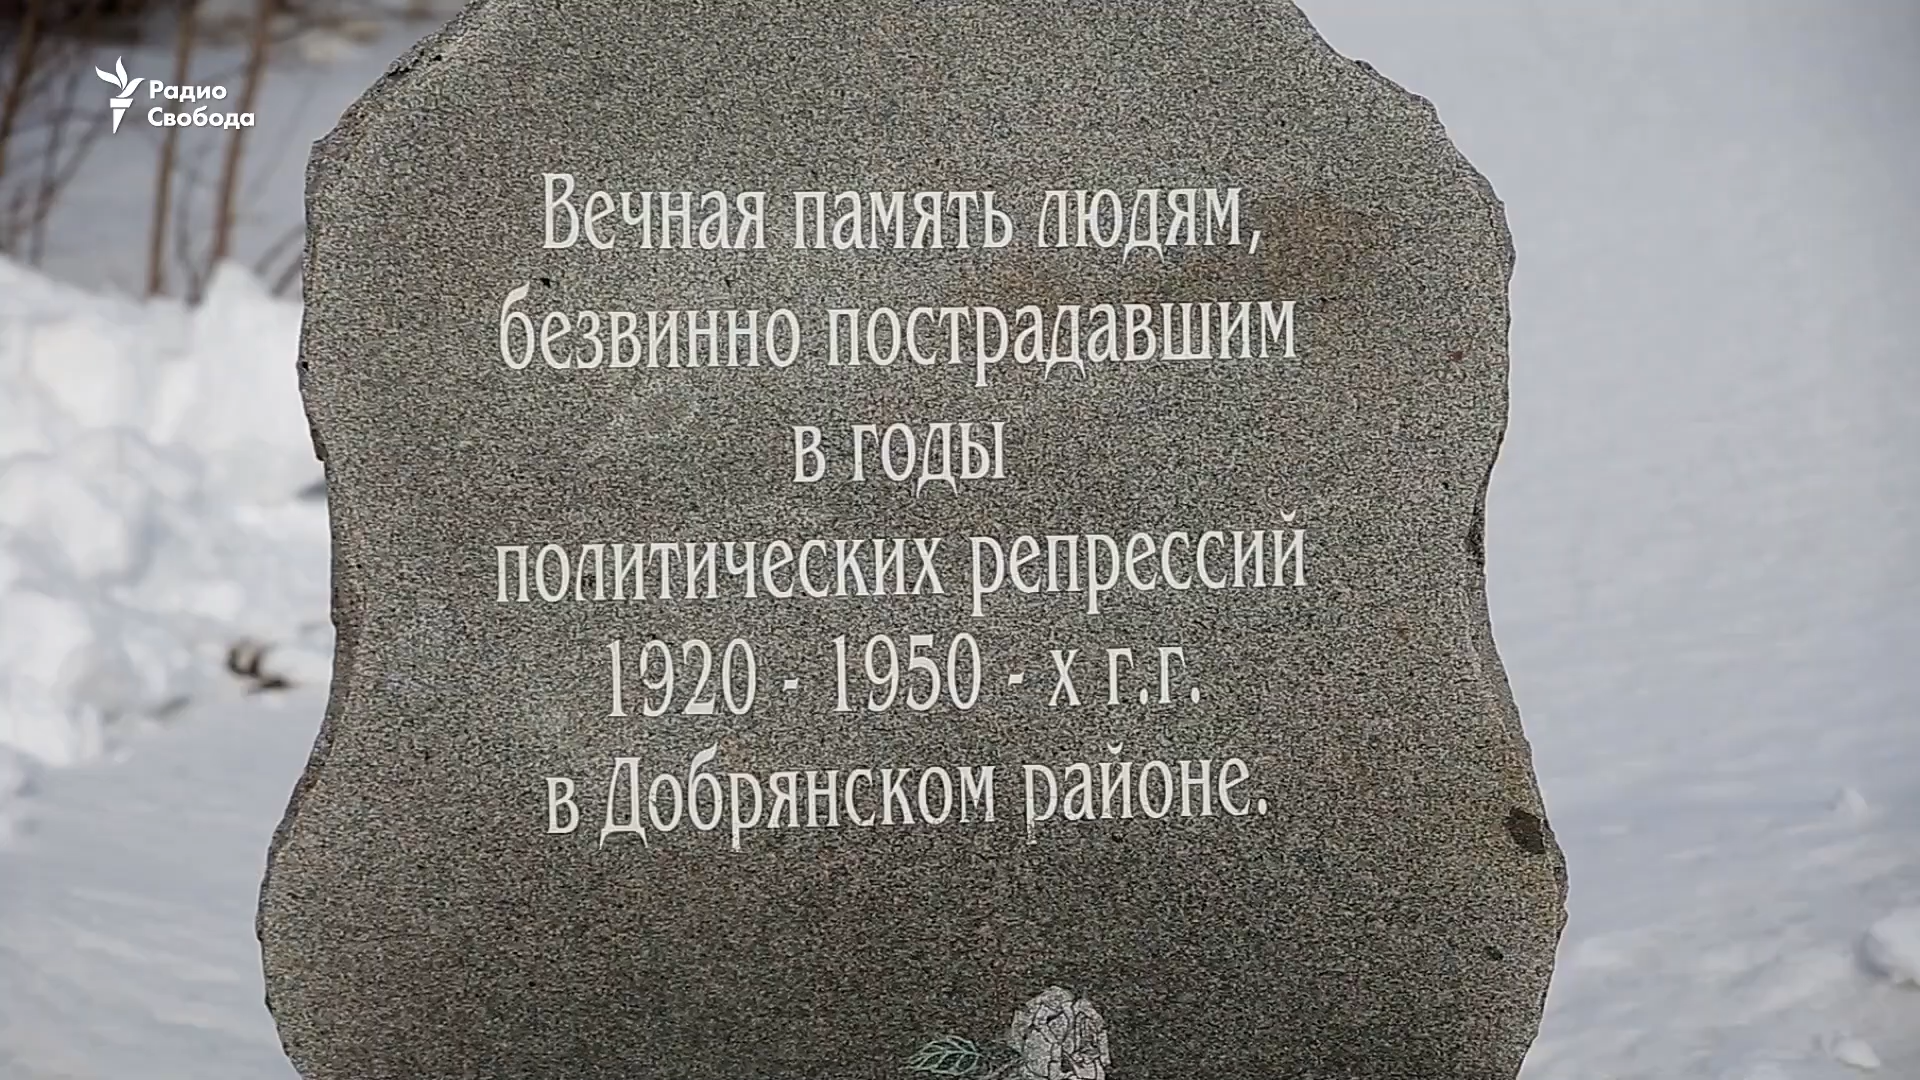 Радио
Свобода
Вечная память людям,
безвинно пострадавшим
в годы
политических репрессий
1920 - 1950 - х г.г.
в Добрянском районе.